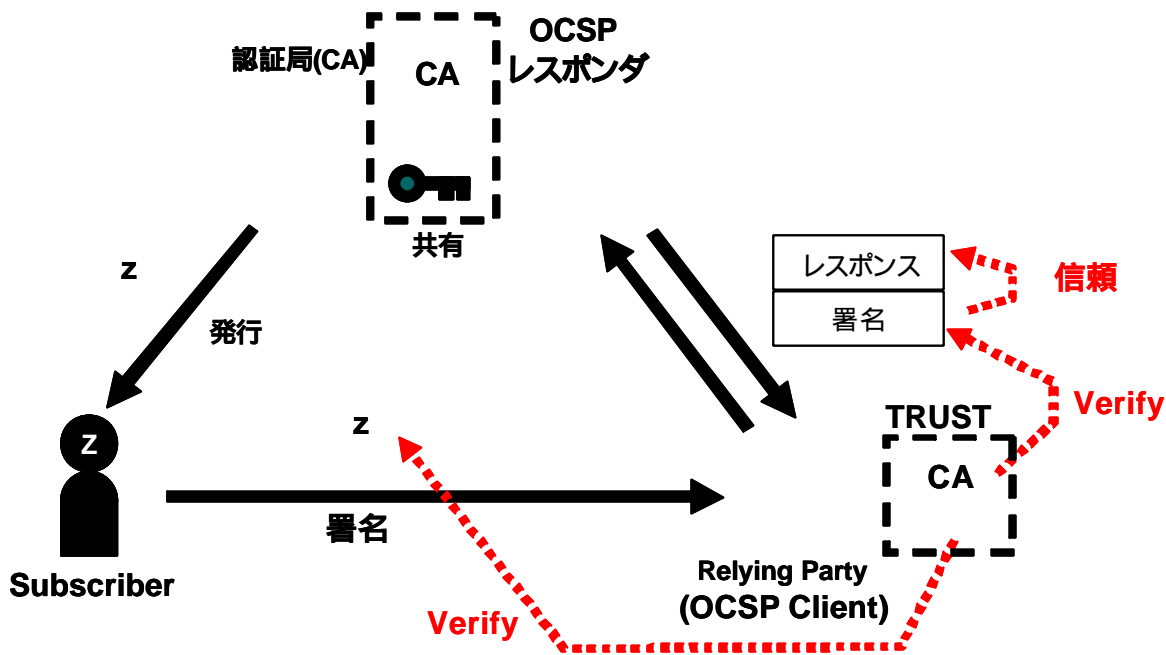 認証局(CA)
CA
OCSP
レスポンダ
共有
z
発行
レスポンス
署名
信頼
Verify
TRUST
CA
z
Z
署名
Subscriber
Relying Party
(OCSP Client)
Verify